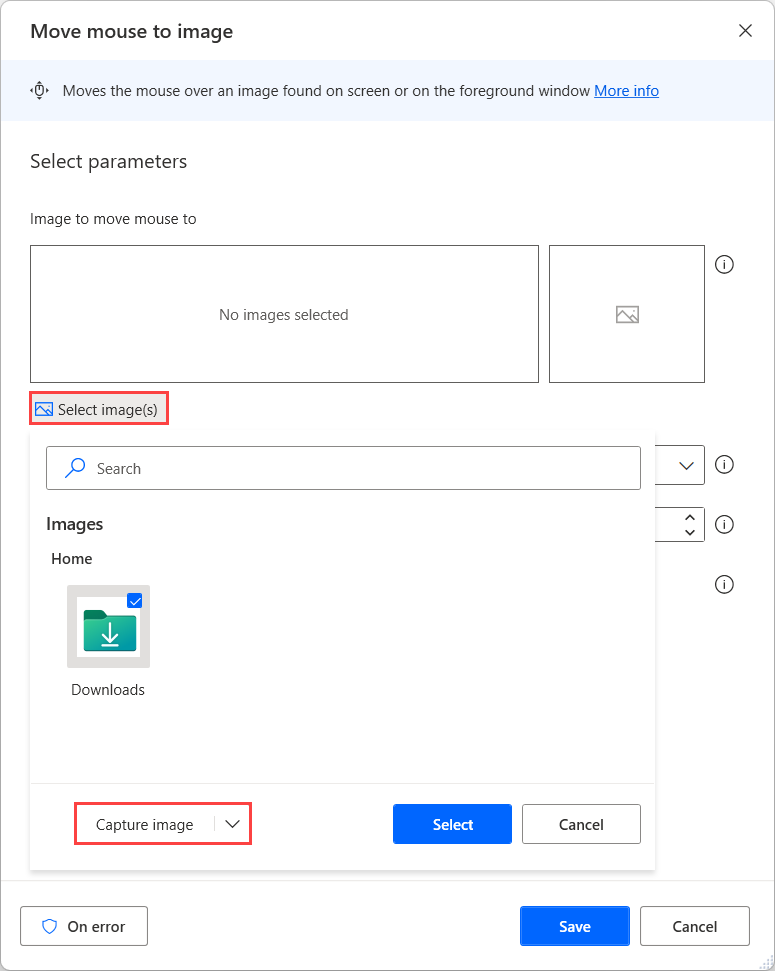 Move mouse to image
Moves the mouse over an image found on screen or on the foreground window More info
Select parameters
Image to move mouse to
No images selected
Select image(s)
Search
Images
Home
Downloads
Capture image
Select
Cancel
On error
Save
Cancel